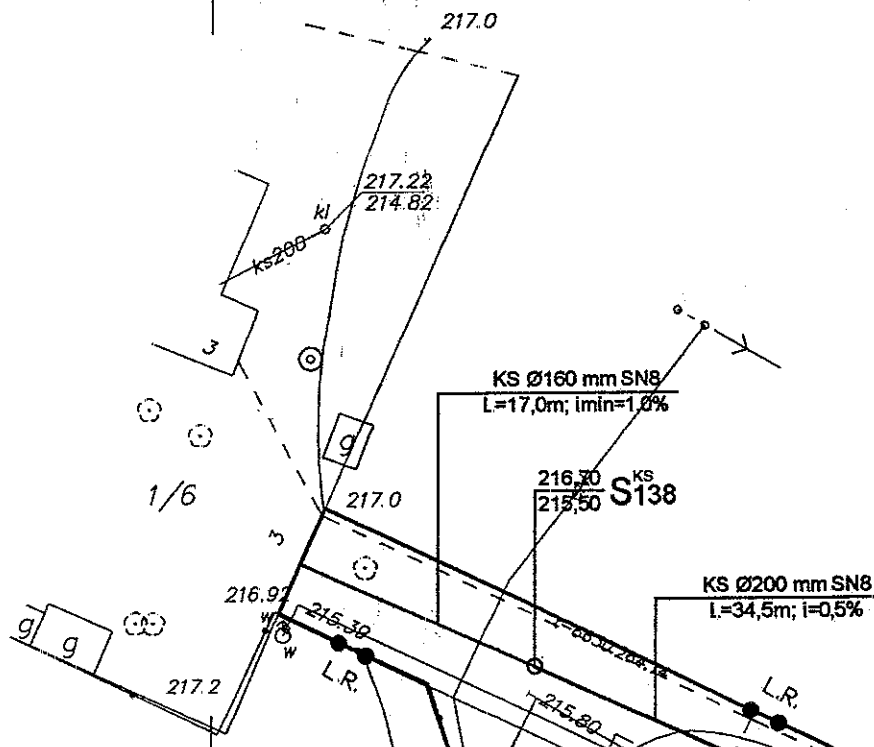 217.0
217.22
214.82
kl
ks200
3
KS Ø160 mm SN8
L=17,0m; imin=1.0%
g
1/6
217.0
216,70
215,50
S138 KS
3
KS Ø200 mm SN8
L=34,5m; i=0,5%
216.92
215.39
w
w
g
g
217.2
L.R.
L.R.
215.80